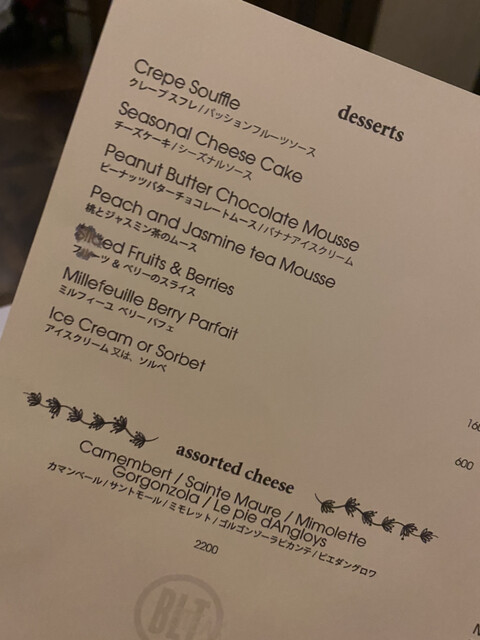 desserts
Crepe Souffle
クレープ スフレ / パッションフルーツソース
Seasonal Cheese Cake
チーズケーキ / シーズナルソース
Peanut Butter Chocolate Mousse
ピーナッツバターチョコレートムース / バナナアイスクリーム
Peach and Jasmine tea Mousse
桃とジャスミン茶のムース
Fruits & Berries
& ベリーのスライス
Millefeuille Berry Parfait
ミルフィーユ ベリー パフェ
Ice Cream or Sorbet
アイスクリーム 又は、ソルベ
160
600
assorted cheese
Camembert / Sainte Maure / Mimolette
Gorgonzola / Le pie dAngloys
カマンベール / サントモール / ミモレット / ゴルゴンゾーラピカンテ / ピエダングロワ
2200
BLT